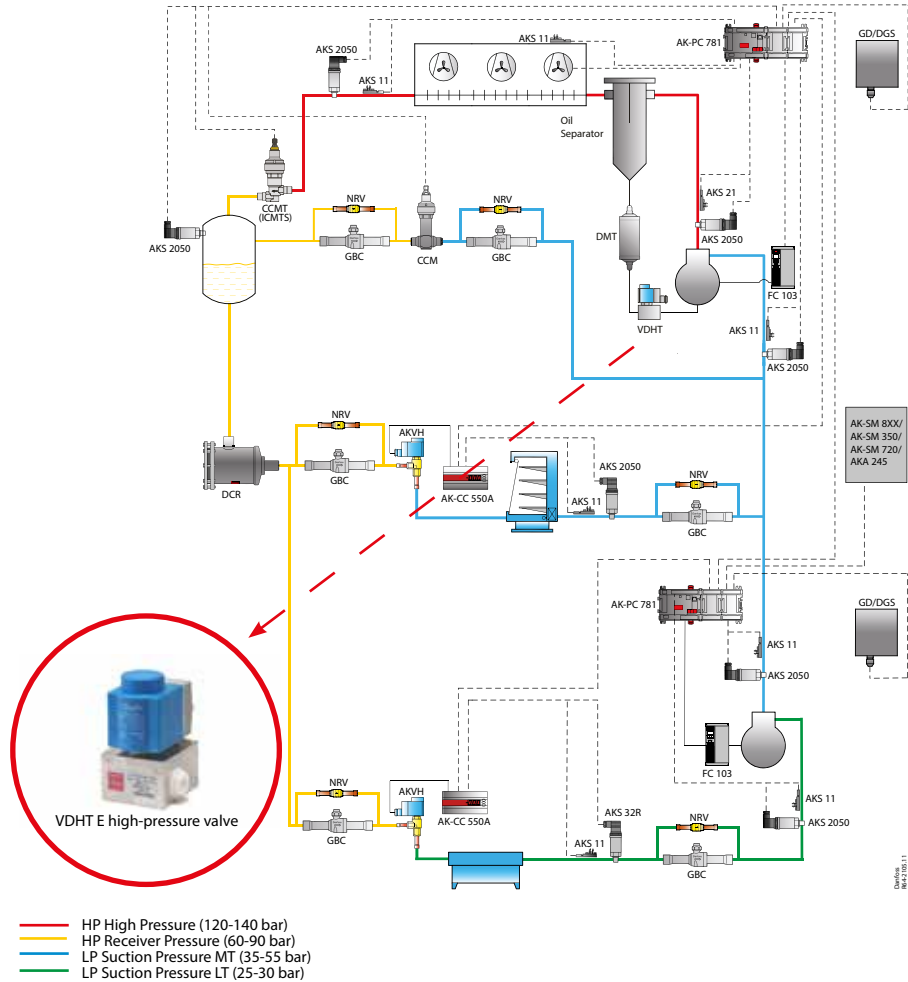 AKS 11
AK-PC 781
GD/DGS
AKS 2050
AKS 11
Oil
Separator
CCMT
(ICMTS)
NRV
NRV
AKS 21
AKS 2050
AKS 2050
GBC
CCM
GBC
DMT
FC 103
VDHT
AKS 11
AKS 2050
NRV
AKVH
AK-SM 8XX/
AK-SM 350/
AK-SM 720/
AKA 245
AKS 2050
NRV
GBC
DCR
AK-CC 550A
AKS 11
GBC
AK-PC 781
GD/DGS
AKS 11
AKS 2050
FC 103
NRV
AKVH
AKS 11
VDHT E high-pressure valve
AK-CC 550A
AKS 32R
NRV
AKS 2050
GBC
AKS 11
GBC
Danfoss
R64-2105.11
HP High Pressure (120-140 bar)
HP Receiver Pressure (60-90 bar)
LP Suction Pressure MT (35-55 bar)
LP Suction Pressure LT (25-30 bar)